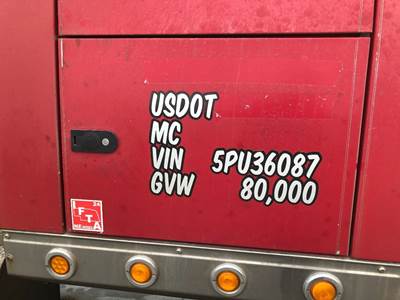 USDOT
MC
VIN 5PU36087
GVW 80,000
IFTA